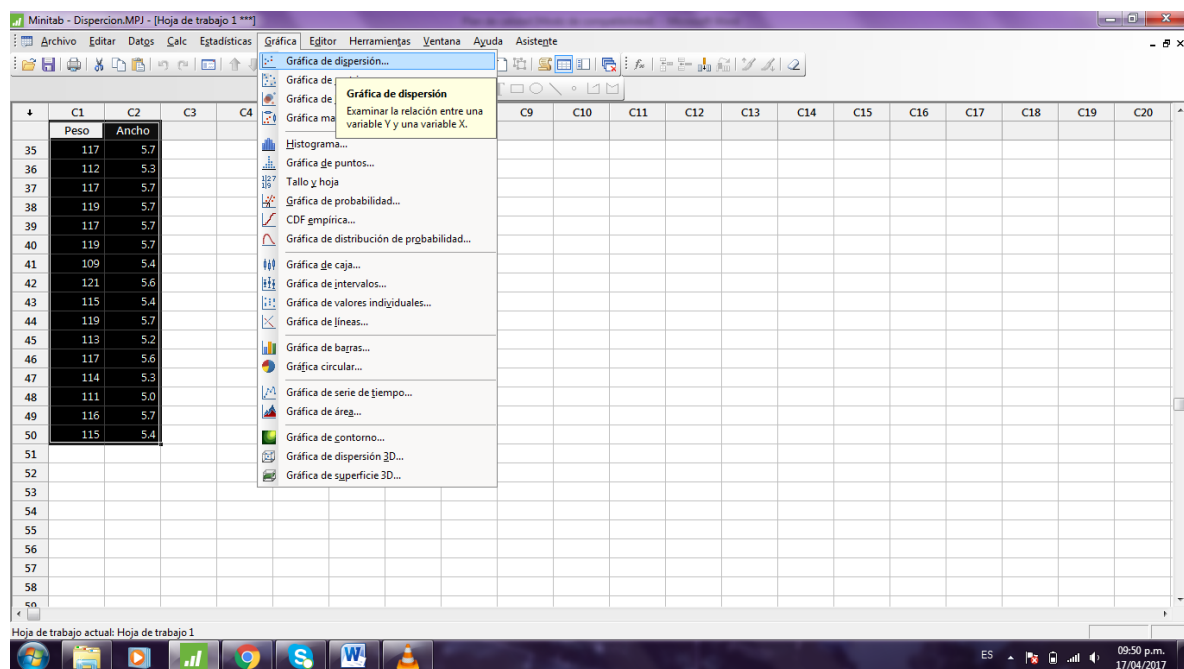 Minitab - Dispercion.MPJ - [Hoja de trabajo 1 ***]
Archivo Editar Datos Calc Estadísticas Gráfica Editor Herramientas Ventana Ayuda Asistente
Gráfica de dispersión...
Gráfica de
Gráfica de
Gráfica ma
Gráfica de dispersión
Examinar la relación entre una
variable Y y una variable X.
Histograma...
Gráfica de puntos...
Tallo y hoja
Gráfica de probabilidad...
CDF empírica...
Gráfica de distribución de probabilidad...
Gráfica de caja...
Gráfica de intervalos...
Gráfica de valores individuales...
Gráfica de líneas...
Gráfica de barras...
Gráfica circular...
Gráfica de serie de tiempo...
Gráfica de área...
Gráfica de contorno...
Gráfica de dispersión 3D...
Gráfica de superficie 3D...
C1 C2 C3 C4 C9 C10 C11 C12 C13 C14 C15 C16 C17 C18 C19 C20
Peso Ancho
35 117 5.7
36 112 5.3
37 117 5.7
38 119 5.7
39 117 5.7
40 119 5.7
41 109 5.4
42 121 5.6
43 115 5.4
44 119 5.7
45 113 5.2
46 117 5.6
47 114 5.3
48 111 5.0
49 116 5.7
50 115 5.4
51
52
53
54
55
56
57
58
Hoja de trabajo actual: Hoja de trabajo 1
ES
09:50 p.m.
17/04/2017